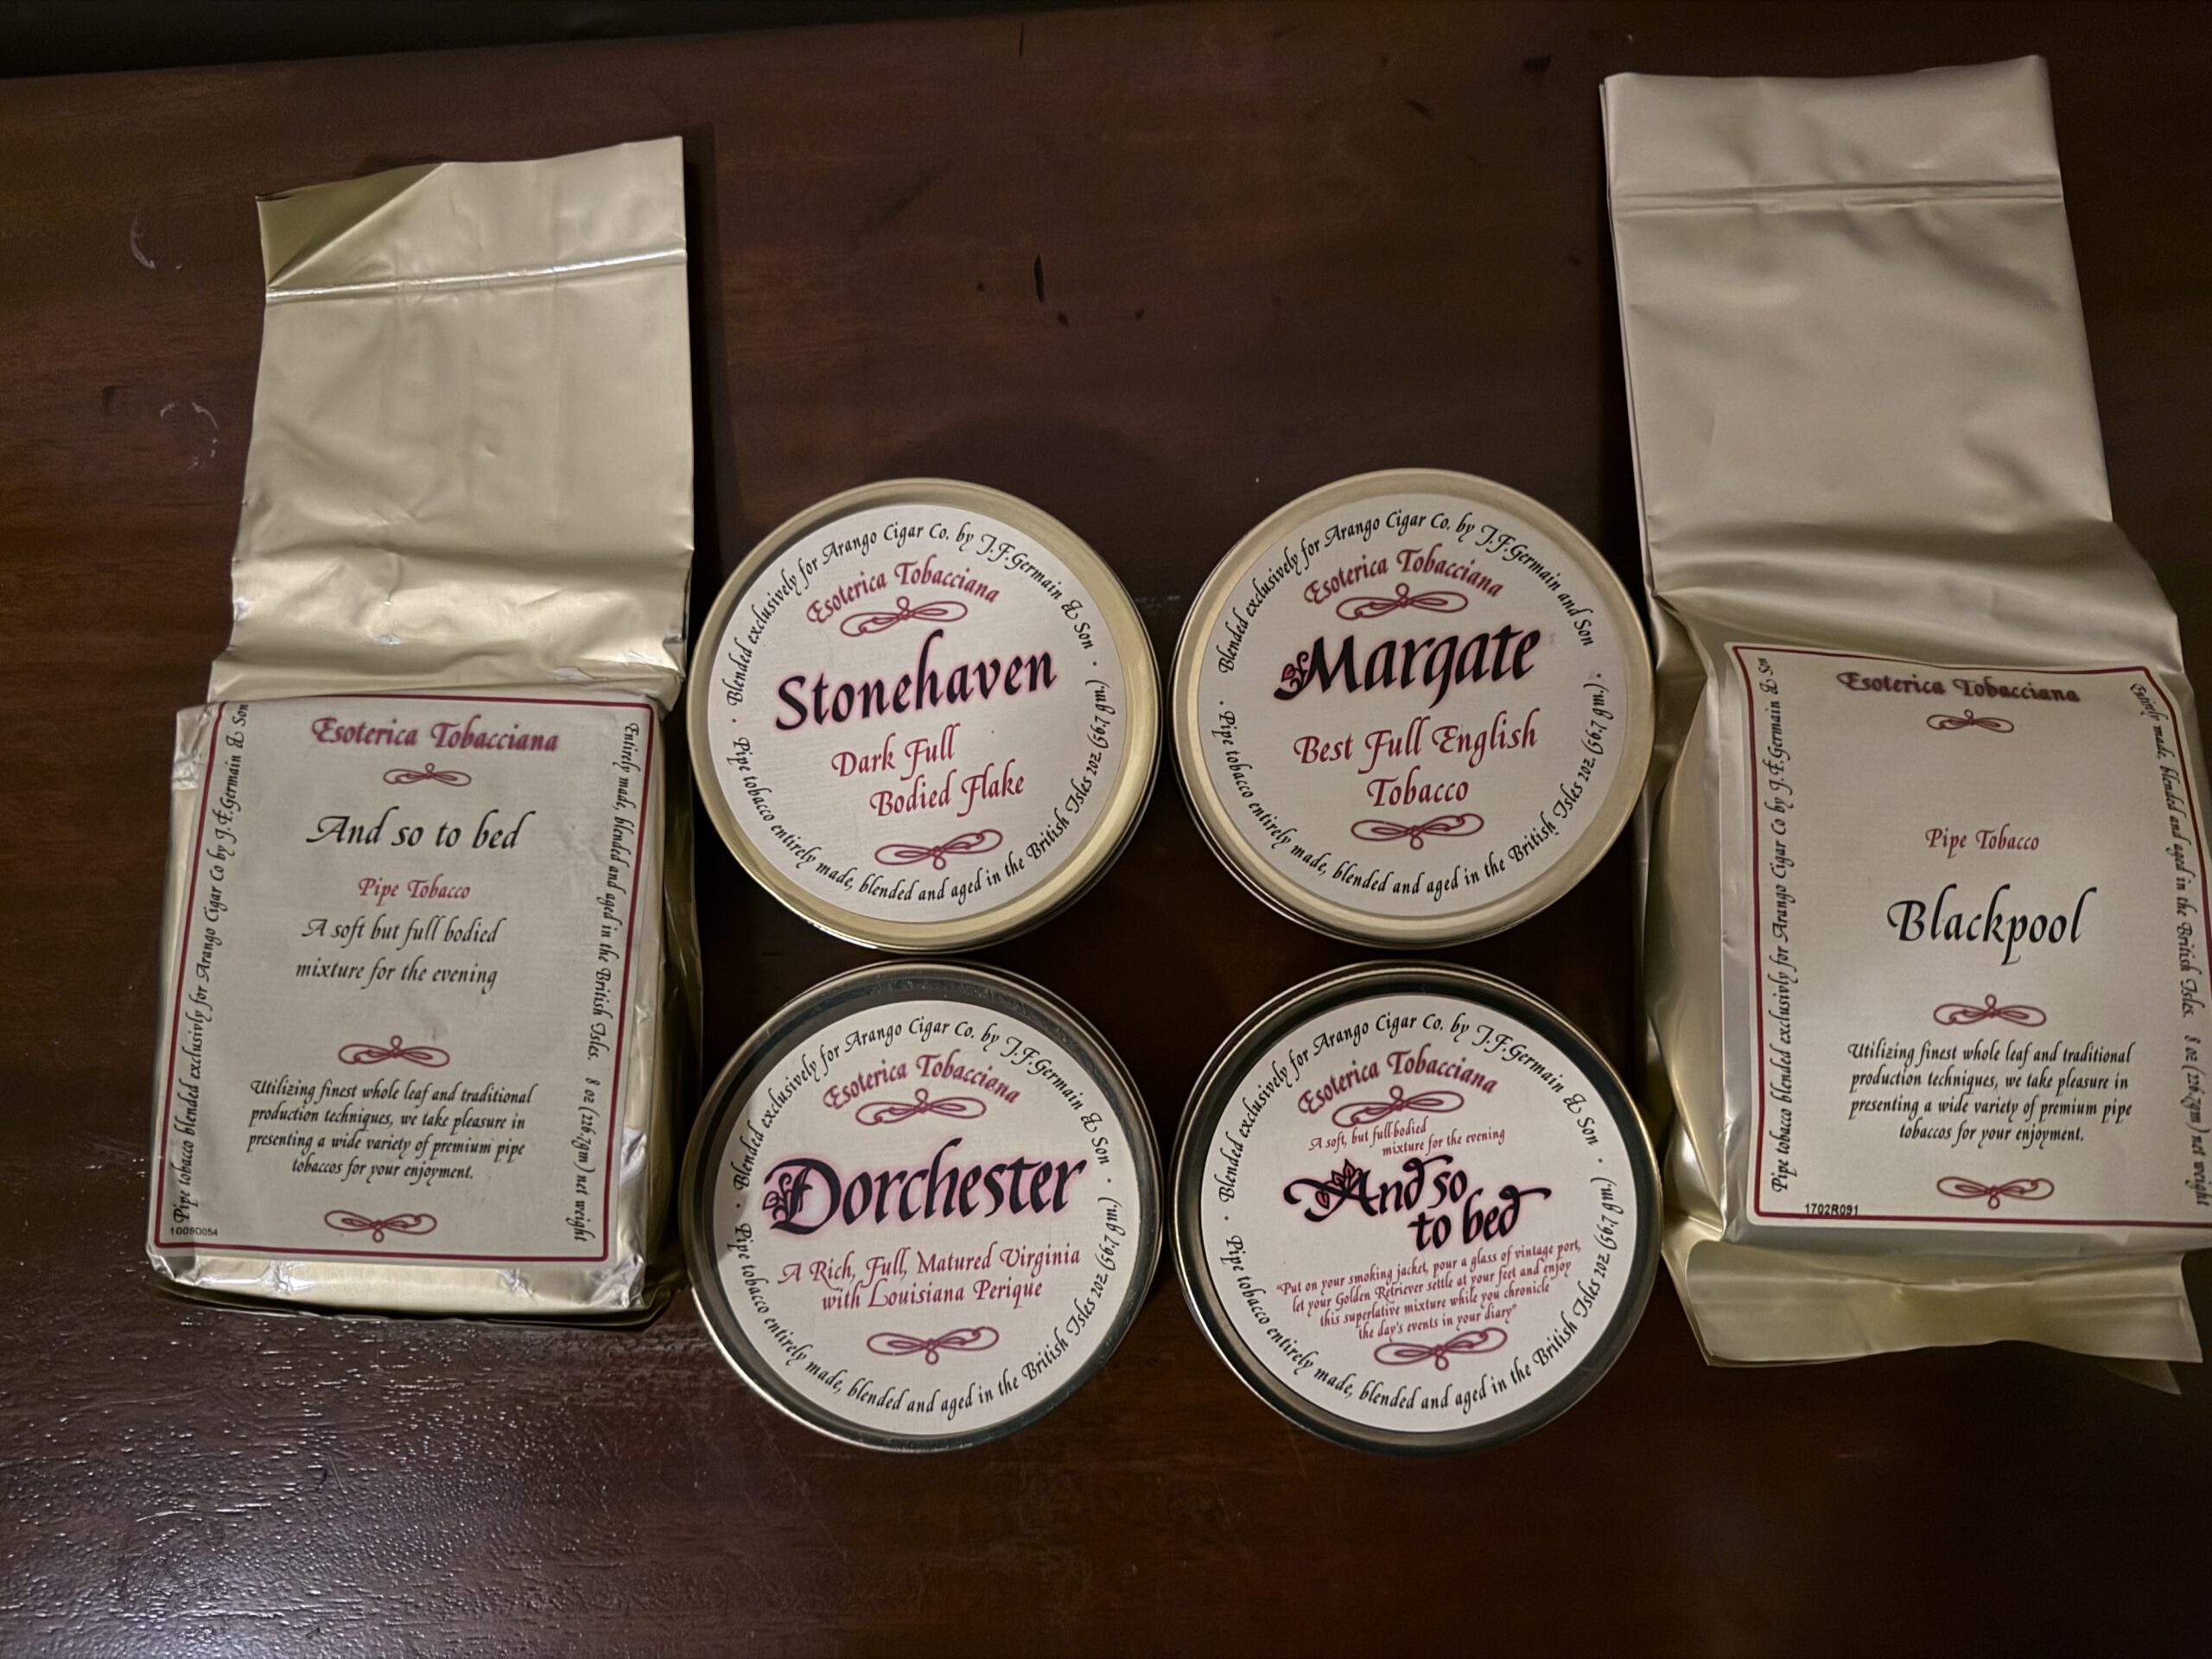 Esoterica Tobacciana
And so to bed
Pipe Tobacco
A soft but full bodied
mixture for the evening
Utilizing finest whole leaf and traditional
production techniques, we take pleasure in
presenting a wide variety of premium pipe
tobaccos for your enjoyment.
Pipe tobacco blended exclusivly for Arango Cigar Co by J.F.Germain & Son
Entirely made, blended and aged in the British Isles. 8 oz (226.7gm) net weight
Blended exclusively for Arango Cigar Co. by J.F.Germain & Son
Esoterica Tobacciana
Stonehaven
Dark Full
Bodied Flake
Pipe tobacco entirely made, blended and aged in the British Isles 2oz (56.7 gm.)
Blended exclusively for Arango Cigar Co. by J.F.Germain and Son
Esoterica Tobacciana
Margate
Best Full English
Tobacco
Pipe tobacco entirely made, blended and aged in the British Isles 2oz. (56.7 gm.)
Blended exclusively for Arango Cigar Co. by J.F.Germain & Son
Esoterica Tobacciana
Dorchester
A Rich, Full, Matured Virginia
with Louisiana Perique
Pipe tobacco entirely made, blended and aged in the British Isles 2oz (56.7 gm.)
Blended exclusively for Arango Cigar Co. by J.F.Germain & Son
Esoterica Tobacciana
A soft, but full-bodied
mixture for the evening
And so
to bed
"Put on your smoking jacket, pour a glass of vintage port,
let your Golden Retriever settle at your feet and enjoy
this superlative mixture while you chronicle
the day's events in your diary"
Pipe tobacco entirely made, blended and aged in the British Isles 2oz (56.7 gm.)
Esoterica Tobacciana
Pipe Tobacco
Blackpool
Utilizing finest whole leaf and traditional
production techniques, we take pleasure in
presenting a wide variety of premium pipe
tobaccos for your enjoyment.
1702R091
Pipe tobacco blended exclusivly for Arango Cigar Co by J.F.Germain & Son
Entirely made, blended and aged in the British Isles. 8 oz (226.7gm) net weight